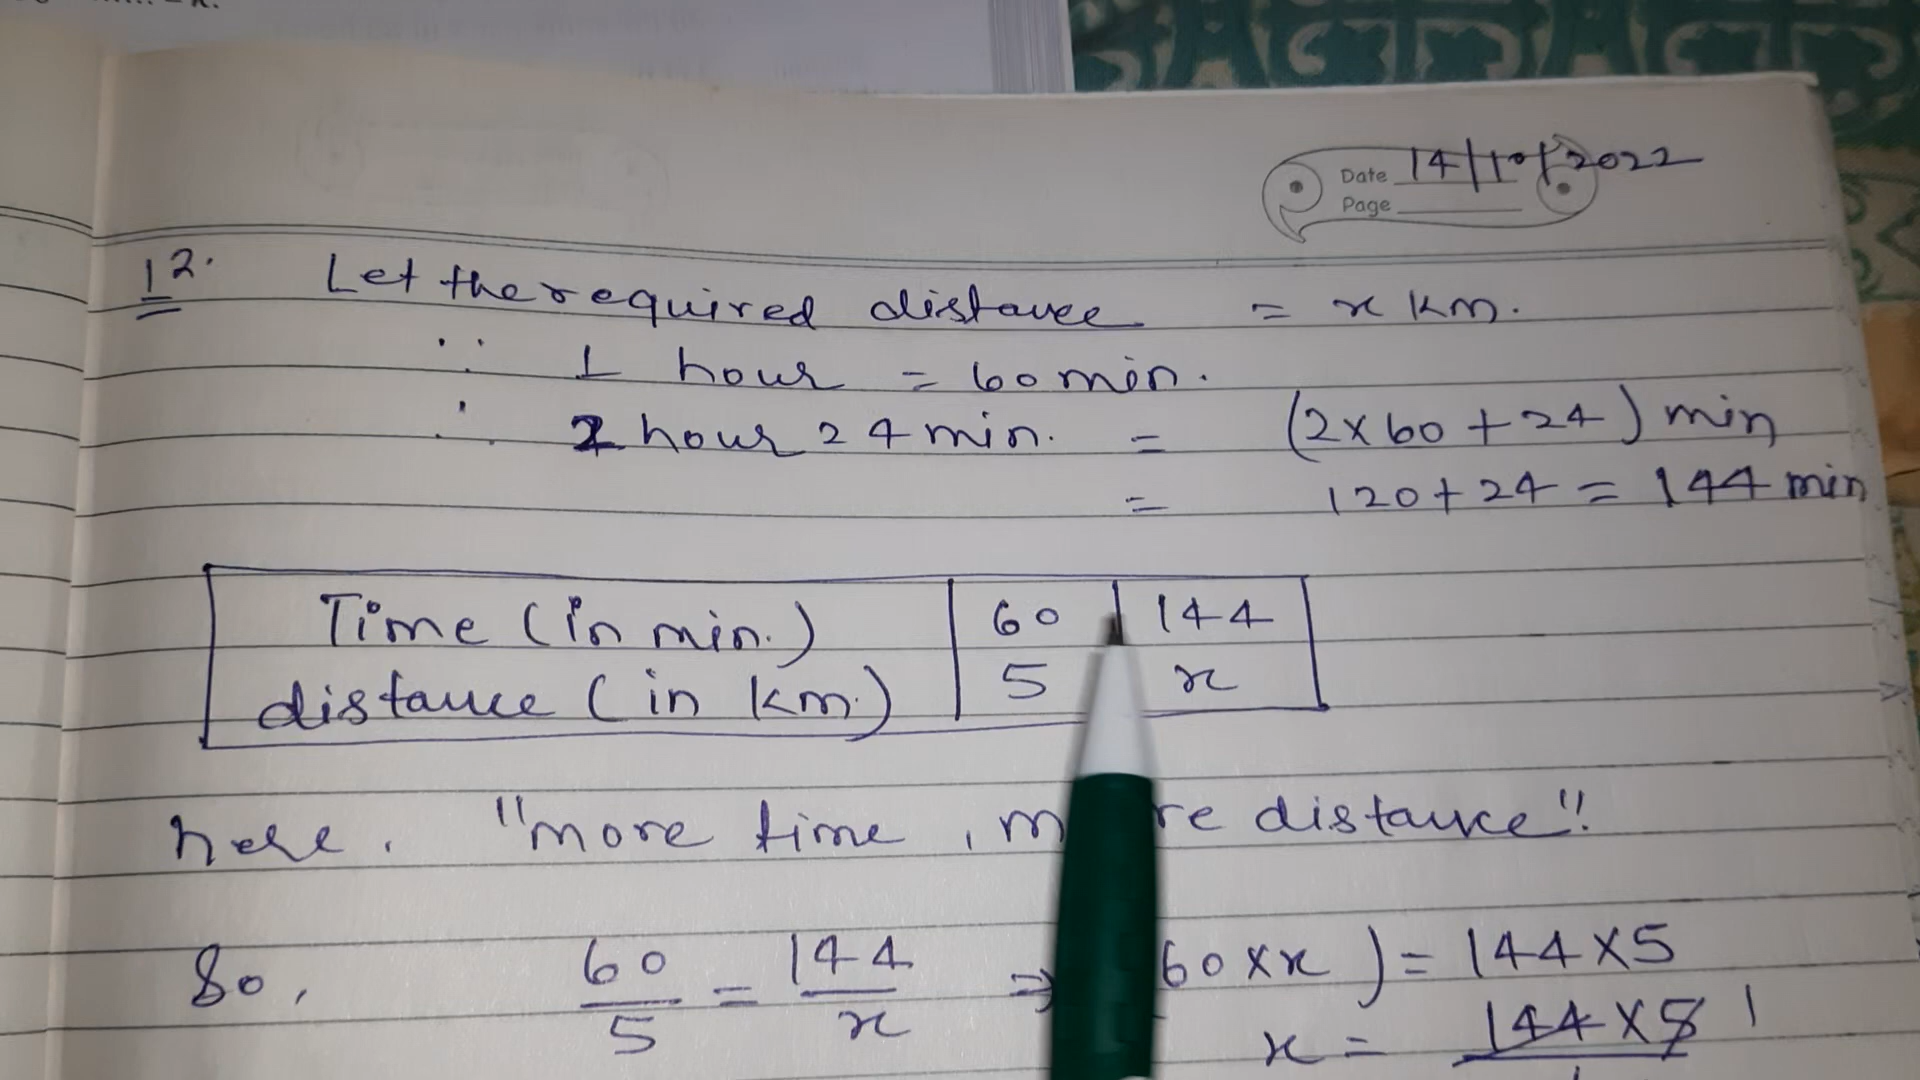 Date 14/10/2022
Page
12. Let the required distance = x km.
∵ 1 hour = 60 min.
∴ 2 hour 24 min. = (2×60+24) min
= 120+24 = 144 min
Time (in min.) 60 144
distance (in km.) 5 x
here, "more time, more distance"!
So, 60/5 = 144/x ⇒ 60×x) = 144×5
x = 144×5 1